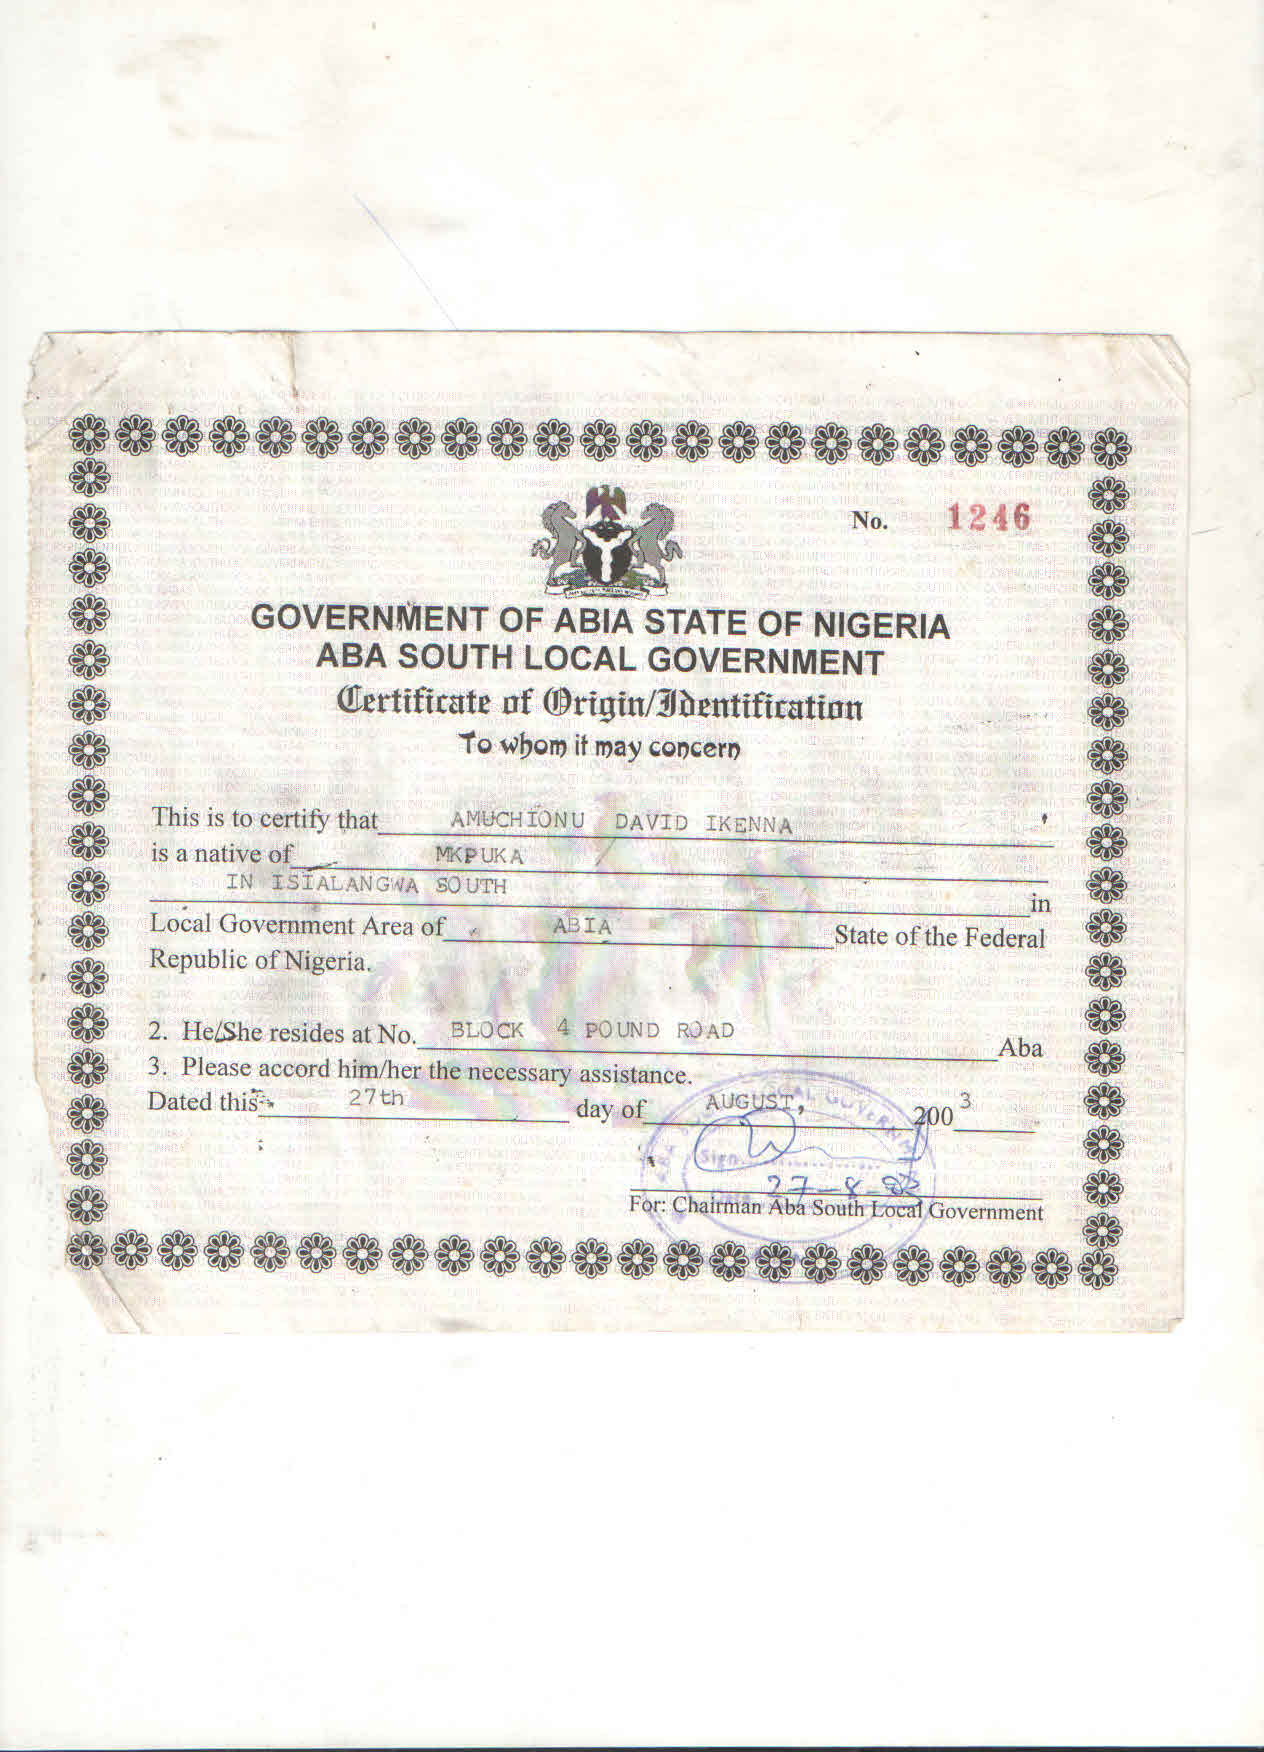 No. 1246
GOVERNMENT OF ABIA STATE OF NIGERIA
ABA SOUTH LOCAL GOVERNMENT
Certificate of Origin/Identification
To whom it may concern
This is to certify that AMUCHIONU DAVID IKENNA
is a native of MKPUKA
IN ISIALANGWA SOUTH in
Local Government Area of ABIA State of the Federal
Republic of Nigeria.
2. He/She resides at No. BLOCK 4 POUND ROAD Aba
3. Please accord him/her the necessary assistance.
Dated this 27th day of AUGUST, 2003
Sign
Date 27-8-03
For: Chairman Aba South Local Government